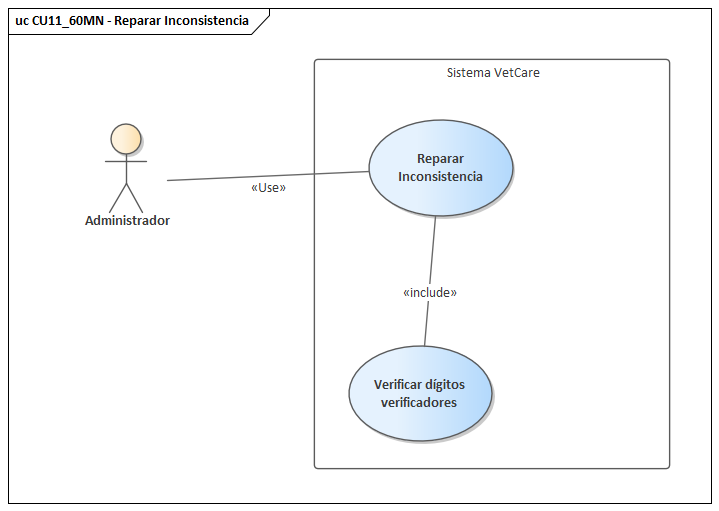 uc CU11_60MN - Reparar Inconsistencia
Sistema VetCare
Reparar
Inconsistencia
«Use»
Administrador
«include»
Verificar dígitos
verificadores